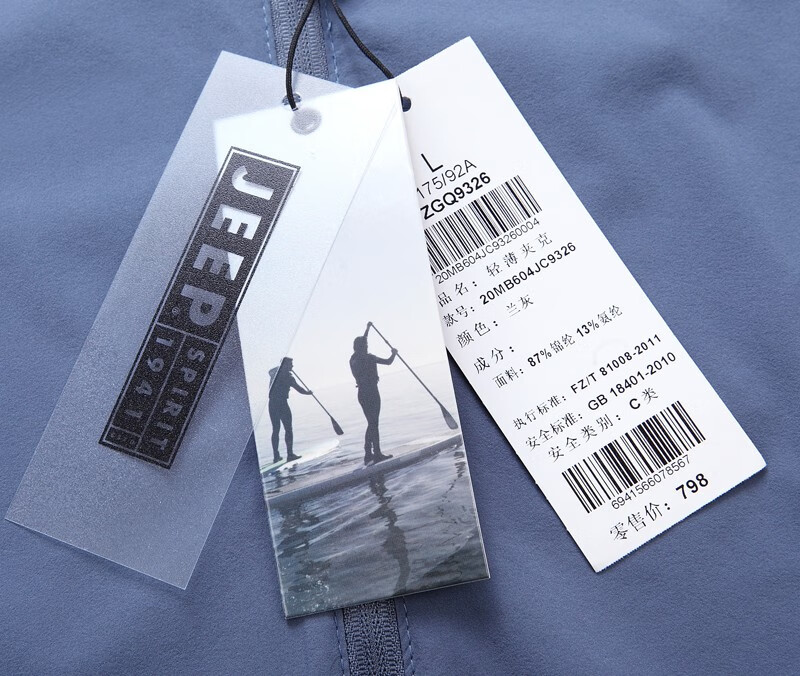 JEEP
SPIRIT
1941
L
175/92A
ZGQ9326
20MB604JC93260004
品名：轻薄夹克
款号：20MB604JC9326
颜色：兰灰
成分：
面料：87%锦纶 13%氨纶
执行标准：FZ/T 81008-2011
安全标准：GB 18401-2010
安全类别：C类
6941566078567
零售价：798